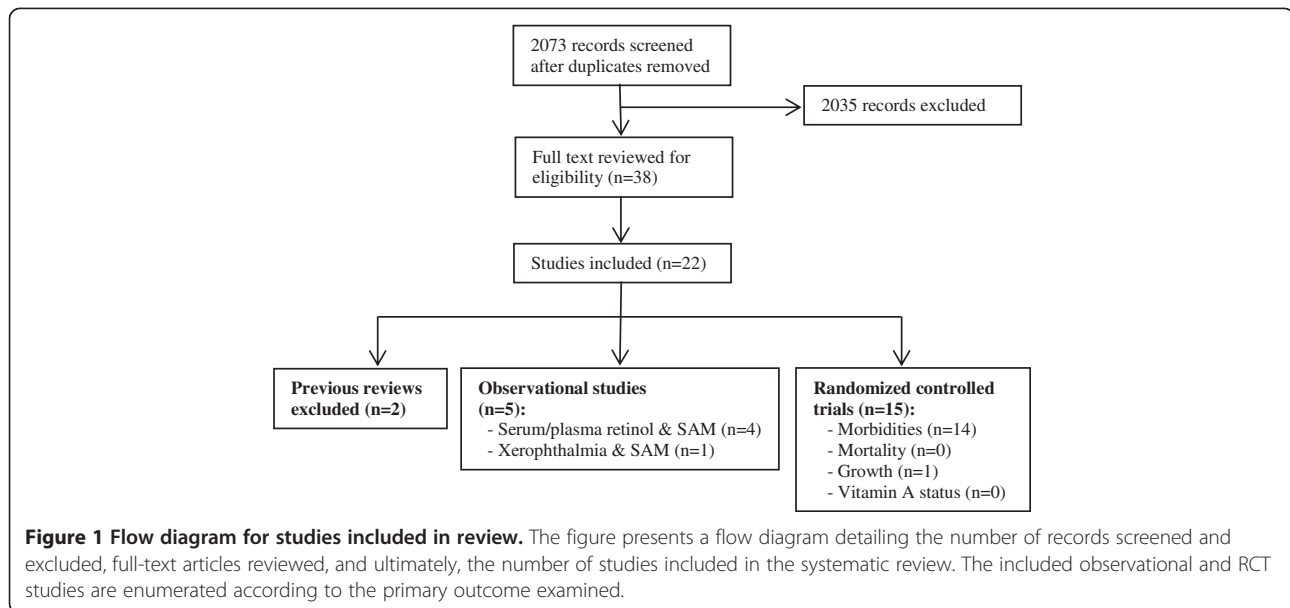 2073 records screened
after duplicates removed
2035 records excluded
Full text reviewed for
eligibility (n=38)
Studies included (n=22)
Previous reviews
excluded (n=2)
Observational studies
(n=5):
- Serum/plasma retinol & SAM (n=4)
- Xerophthalmia & SAM (n=1)
Randomized controlled
trials (n=15):
- Morbidities (n=14)
- Mortality (n=0)
- Growth (n=1)
- Vitamin A status (n=0)
Figure 1 Flow diagram for studies included in review. The figure presents a flow diagram detailing the number of records screened and
excluded, full-text articles reviewed, and ultimately, the number of studies included in the systematic review. The included observational and RCT
studies are enumerated according to the primary outcome examined.